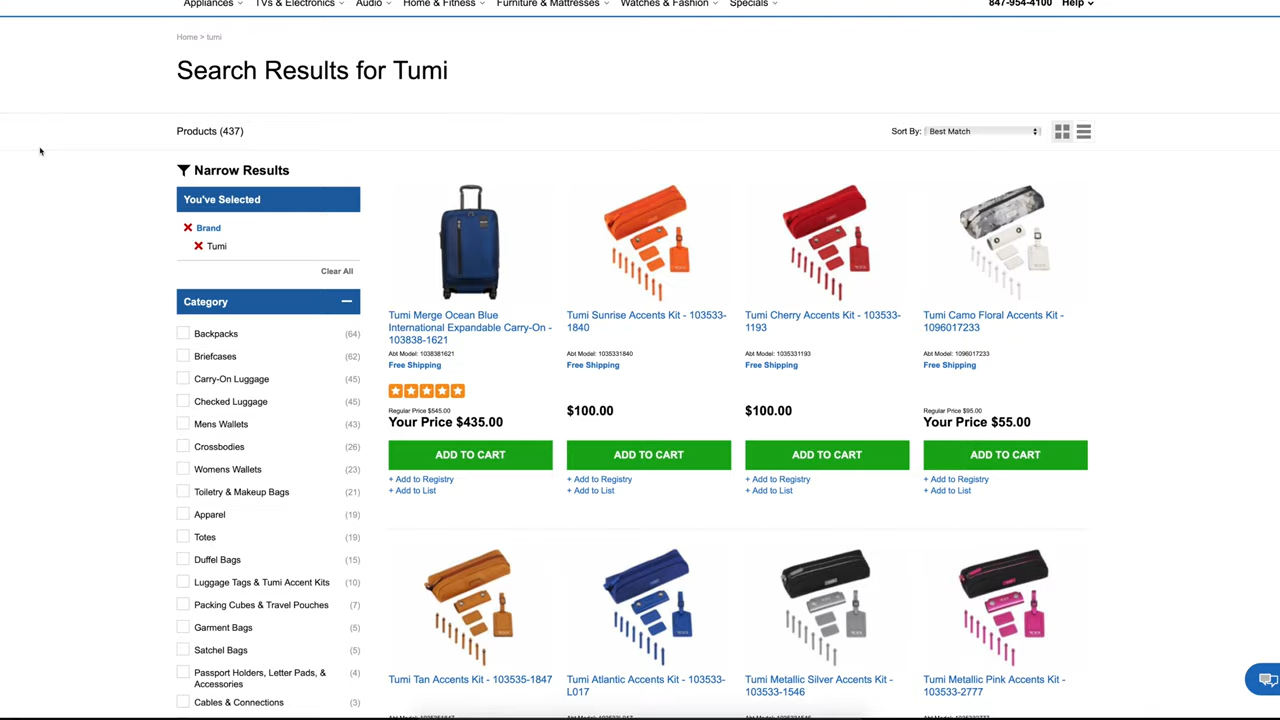 Appliances TVs & Electronics Audio Home & Fitness Furniture & Mattresses Watches & Fashion Specials 847-954-4100 Help
Home > tumi
Search Results for Tumi
Products (437)
Sort By: Best Match
Narrow Results
You've Selected
Brand
Tumi
Clear All
Category
Backpacks (64)
Briefcases (62)
Carry-On Luggage (45)
Checked Luggage (45)
Mens Wallets (43)
Crossbodies (26)
Womens Wallets (23)
Toiletry & Makeup Bags (21)
Apparel (19)
Totes (19)
Duffel Bags (15)
Luggage Tags & Tumi Accent Kits (10)
Packing Cubes & Travel Pouches (7)
Garment Bags (5)
Satchel Bags (5)
Passport Holders, Letter Pads, & (4)
Accessories
Cables & Connections (3)
Tumi Merge Ocean Blue
International Expandable Carry-On -
103838-1621
Abt Model: 1038381621
Free Shipping
Regular Price $545.00
Your Price $435.00
ADD TO CART
+ Add to Registry
+ Add to List
Tumi Sunrise Accents Kit - 103533-
1840
Abt Model: 1035331840
Free Shipping
$100.00
ADD TO CART
+ Add to Registry
+ Add to List
Tumi Cherry Accents Kit - 103533-
1193
Abt Model: 1035331193
Free Shipping
$100.00
ADD TO CART
+ Add to Registry
+ Add to List
Tumi Camo Floral Accents Kit -
1096017233
Abt Model: 1096017233
Free Shipping
Regular Price $95.00
Your Price $55.00
ADD TO CART
+ Add to Registry
+ Add to List
Tumi Tan Accents Kit - 103535-1847
Tumi Atlantic Accents Kit - 103533-
L017
Tumi Metallic Silver Accents Kit -
103533-1546
Tumi Metallic Pink Accents Kit -
103533-2777